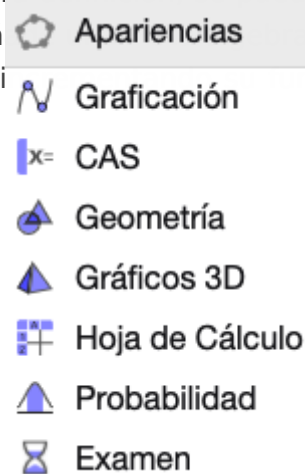 Apariencias
Graficación
CAS
Geometría
Gráficos 3D
Hoja de Cálculo
Probabilidad
Examen